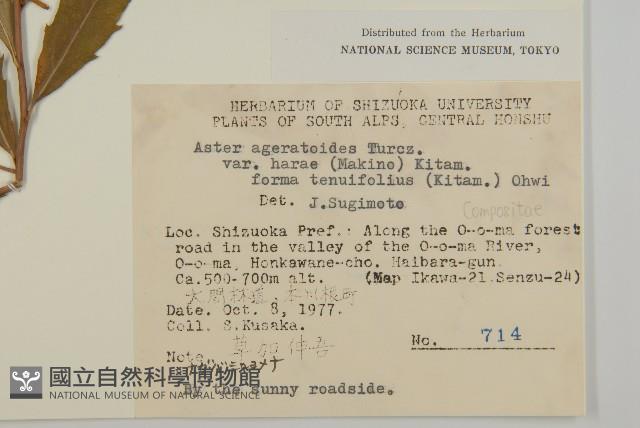 Distributed from the Herbarium
NATIONAL SCIENCE MUSEUM, TOKYO
HERBARIUM OF SHIZUOKA UNIVERSITY
PLANTS OF SOUTH ALPS, CENTRAL HONSHU
Aster ageratoides Turcz.
var. harae (Makino) Kitam.
forma tenuifolius (Kitam.) Ohwi
Det. J.Sugimoto
Compositae
Loc. Shizuoka Pref.: Along the O-o-ma forest
road in the valley of the O-o-ma River,
O-o-ma, Honkawane-cho. Haibara-gun.
Ca.500-700m alt. (Map Ikawa-21.Senzu-24)
大間林道、本川根町
Date. Oct. 8, 1977.
Coll. S.Kusaka.
草加伸吾
No. 714
Note
By the sunny roadside.
國立自然科學博物館
NATIONAL MUSEUM OF NATURAL SCIENCE